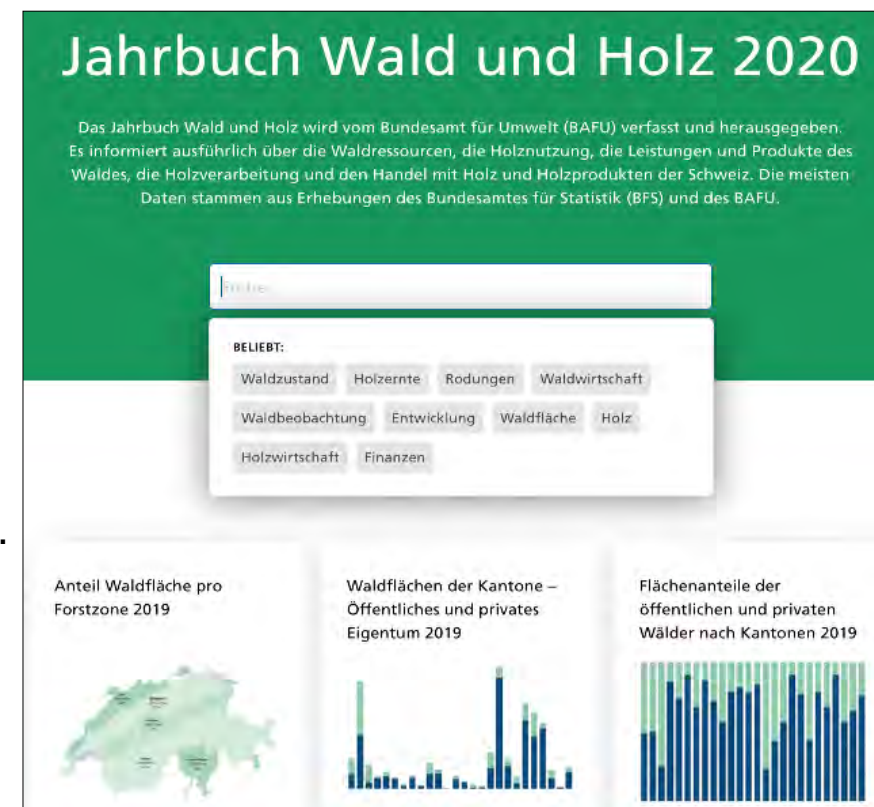 Jahrbuch Wald und Holz 2020
Das Jahrbuch Wald und Holz wird vom Bundesamt für Umwelt (BAFU) verfasst und herausgegeben.
Es informiert ausführlich über die Waldressourcen, die Holznutzung, die Leistungen und Produkte des
Waldes, die Holzverarbeitung und den Handel mit Holz und Holzprodukten der Schweiz. Die meisten
Daten stammen aus Erhebungen des Bundesamtes für Statistik (BFS) und des BAFU.
BELIEBT:
Waldzustand Holzernte Rodungen Waldwirtschaft
Waldbeobachtung Entwicklung Waldfläche Holz
Holzwirtschaft Finanzen
Anteil Waldfläche pro
Forstzone 2019
Waldflächen der Kantone –
Öffentliches und privates
Eigentum 2019
Flächenanteile der
öffentlichen und privaten
Wälder nach Kantonen 2019